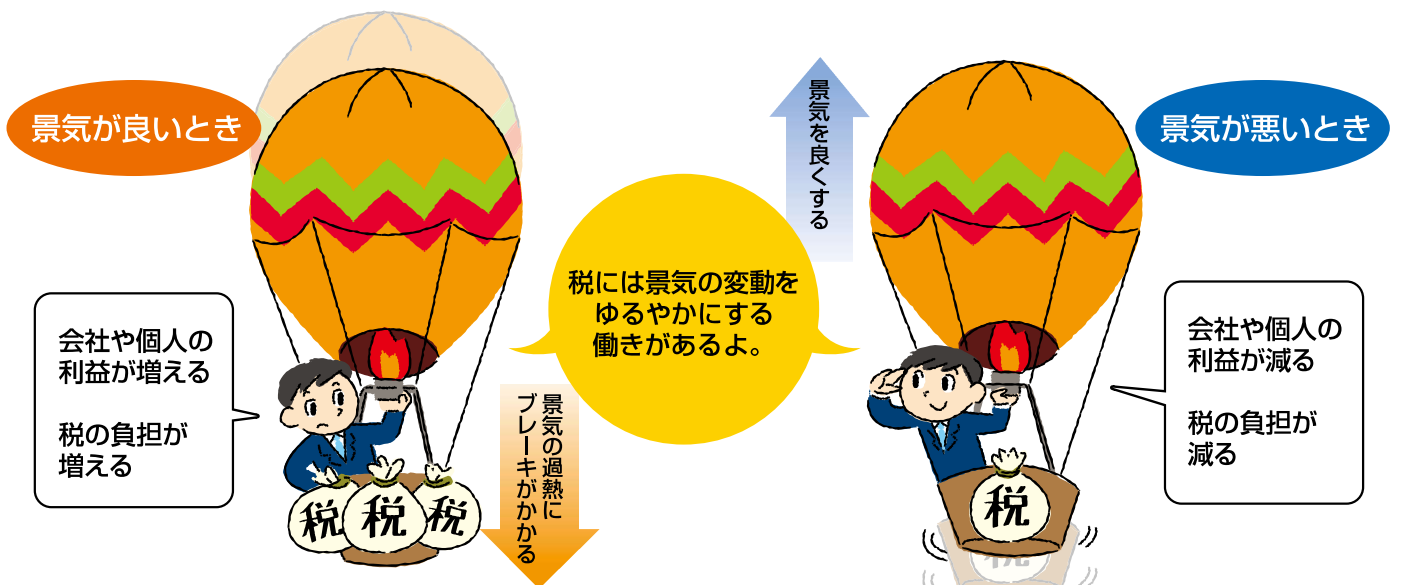 景気が良いとき
会社や個人の
利益が増える
税の負担が
増える
税
税
税
景気の過熱に
ブレーキがかかる
税には景気の変動を
ゆるやかにする
働きがあるよ。
景気を良くする
景気が悪いとき
会社や個人の
利益が減る
税の負担が
減る
税
税